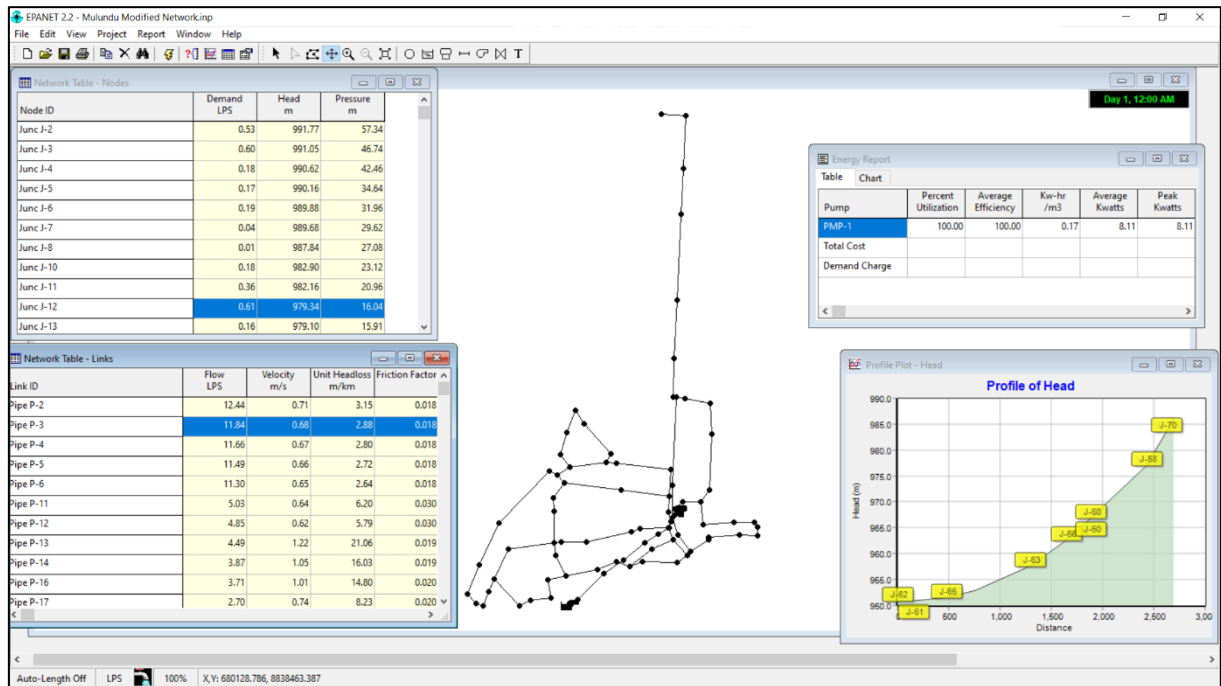 EPANET 2.2 - Mulundu Modified Network.inp
File Edit View Project Report Window Help
T
Network Table - Nodes
Node ID Demand LPS Head m Pressure m
Junc J-2 0.53 991.77 57.34
Junc J-3 0.60 991.05 46.74
Junc J-4 0.18 990.62 42.46
Junc J-5 0.17 990.16 34.64
Junc J-6 0.19 989.88 31.96
Junc J-7 0.04 989.68 29.62
Junc J-8 0.01 987.84 27.08
Junc J-10 0.18 982.90 23.12
Junc J-11 0.36 982.16 20.96
Junc J-12 0.61 979.34 16.04
Junc J-13 0.16 979.10 15.91
Network Table - Links
Link ID Flow LPS Velocity m/s Unit Headloss m/km Friction Factor
Pipe P-2 12.44 0.71 3.15 0.018
Pipe P-3 11.84 0.68 2.88 0.018
Pipe P-4 11.66 0.67 2.80 0.018
Pipe P-5 11.49 0.66 2.72 0.018
Pipe P-6 11.30 0.65 2.64 0.018
Pipe P-11 5.03 0.64 6.20 0.030
Pipe P-12 4.85 0.62 5.79 0.030
Pipe P-13 4.49 1.22 21.06 0.019
Pipe P-14 3.87 1.05 16.03 0.019
Pipe P-16 3.71 1.01 14.80 0.020
Pipe P-17 2.70 0.74 8.23 0.020
Day 1, 12:00 AM
Energy Report
Table Chart
Pump Percent Utilization Average Efficiency Kw-hr /m3 Average Kwatts Peak Kwatts
PMP-1 100.00 100.00 0.17 8.11 8.11
Total Cost
Demand Charge
Profile Plot - Head
Profile of Head
990.0
985.0
980.0
975.0
970.0
965.0
960.0
965.0
950.0
Head (m)
J-70
J-58
J-60
J-60
J-66
J-63
J-65
J-62
J-61
500 1,000 1,500 2,000 2,500 3,00
Distance
Auto-Length Off LPS 100% X,Y: 680128.786, 8838463.387